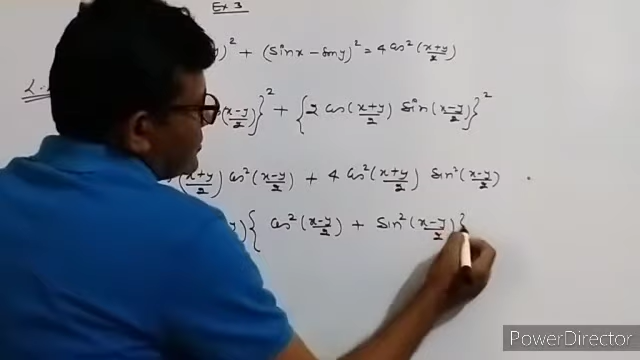 Ex 3
)² + (sinx - siny)² = 4 cos² (x+y/2)
L.
(x-y/2)}² + {2 cos(x+y/2) sin(x-y/2)}²
(x+y/2) cos² (x-y/2) + 4 cos² (x+y/2) sin² (x-y/2)
){ cos² (x-y/2) + sin² (x-y/2)}
PowerDirector